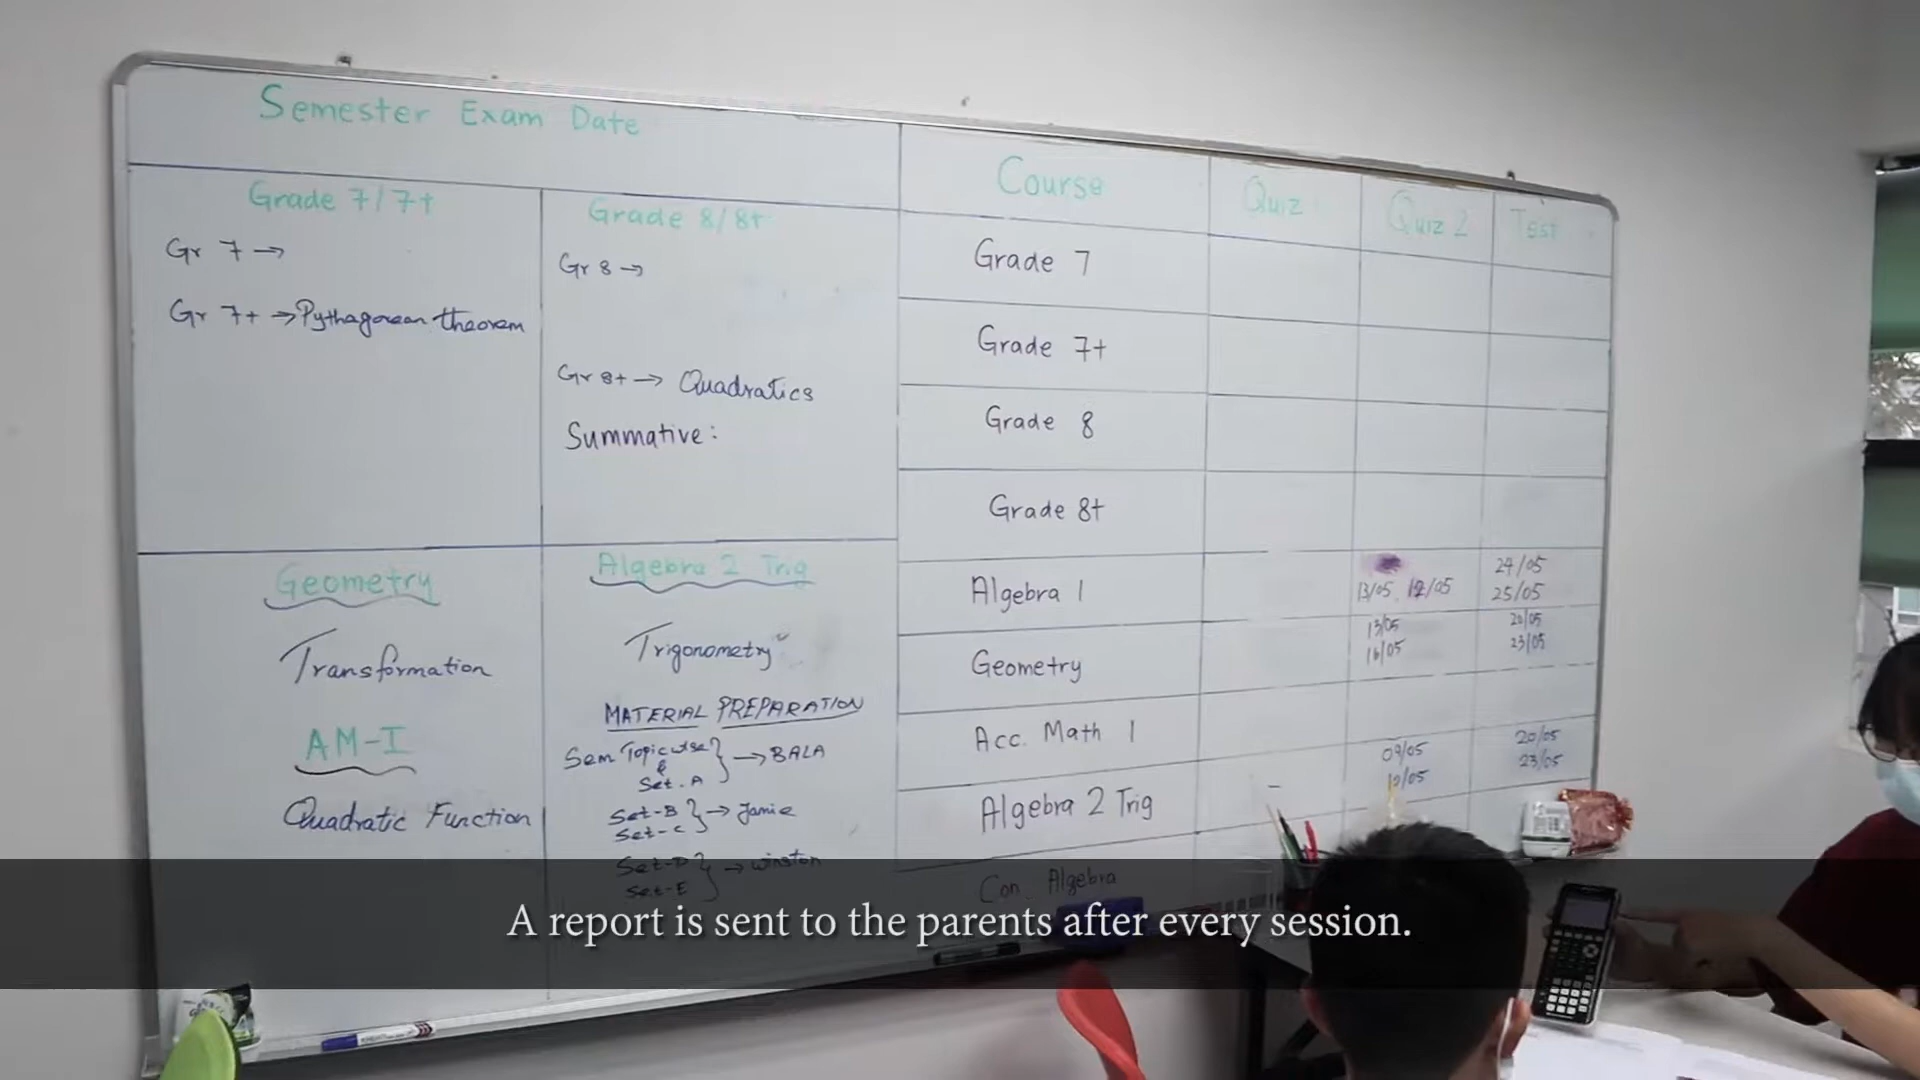 Semester Exam Date
Grade 7/7+
Gr 7 →
Gr 7+ → Pythagorean theorem
Grade 8/8+
Gr 8 →
Gr 8+ → Quadratics
Summative:
Geometry
Transformation
AM-I
Quadratic Function
Algebra 2 Trig
Trigonometry
MATERIAL PREPARATION
Sem Topicwise
&
Set-A
→ BALA
Set-B
Set-C
→ Jamie
Set-D
Set-E
→ Winston
Course
Quiz
Quiz 2
Test
Grade 7
Grade 7+
Grade 8
Grade 8+
Algebra 1
13/05, 12/05
24/05
25/05
Geometry
13/05
16/05
20/05
23/05
Acc. Math 1
Algebra 2 Trig
09/05
10/05
20/05
23/05
Con. Algebra
A report is sent to the parents after every session.